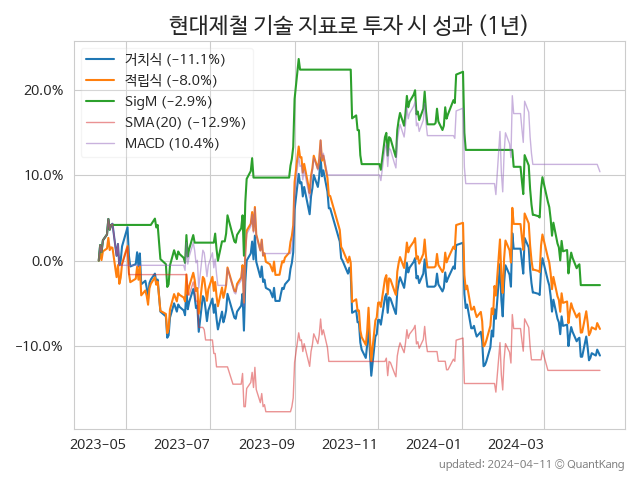 현대제철 기술 지표로 투자 시 성과 (1년)
거치식 (−11.1%)
적립식 (−8.0%)
SigM (−2.9%)
SMA(20) (−12.9%)
MACD (10.4%)
20.0%
10.0%
0.0%
−10.0%
2023-05 2023-07 2023-09 2023-11 2024-01 2024-03
updated: 2024-04-11 © QuantKang